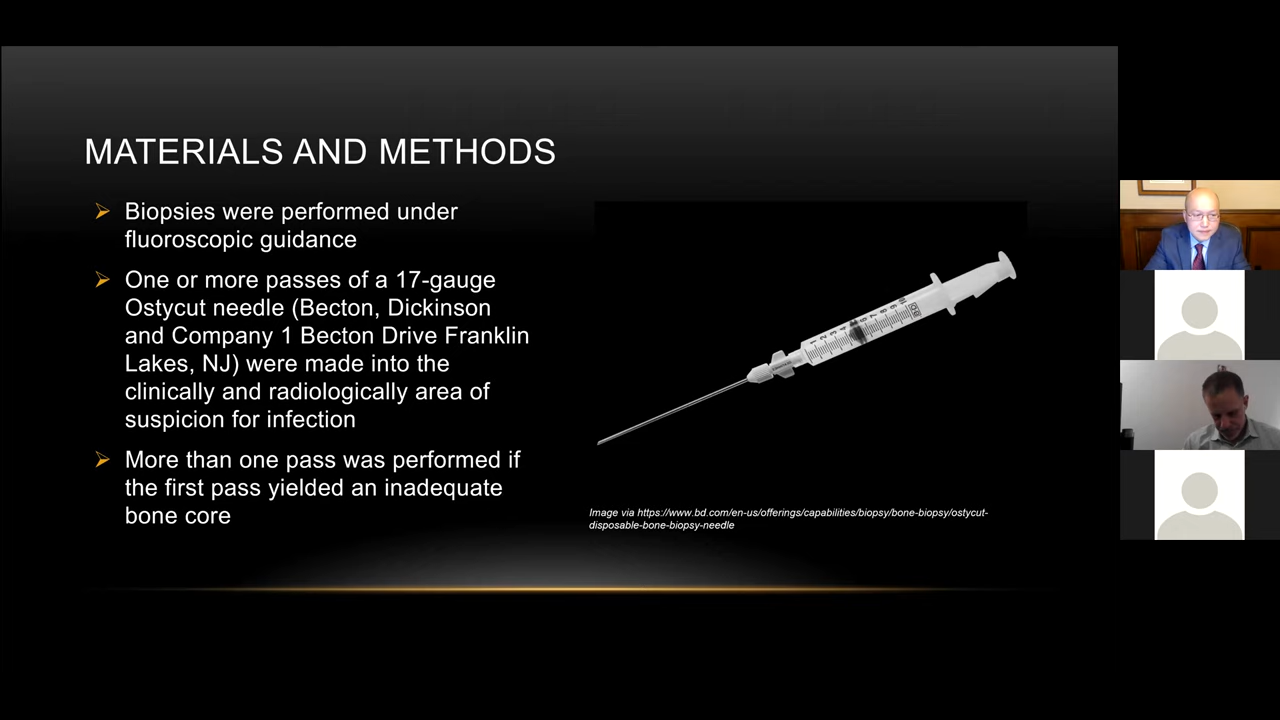 MATERIALS AND METHODS
Biopsies were performed under
fluoroscopic guidance
One or more passes of a 17-gauge
Ostycut needle (Becton, Dickinson
and Company 1 Becton Drive Franklin
Lakes, NJ) were made into the
clinically and radiologically area of
suspicion for infection
More than one pass was performed if
the first pass yielded an inadequate
bone core
Image via https://www.bd.com/en-us/offerings/capabilities/biopsy/bone-biopsy/ostycut-
disposable-bone-biopsy-needle